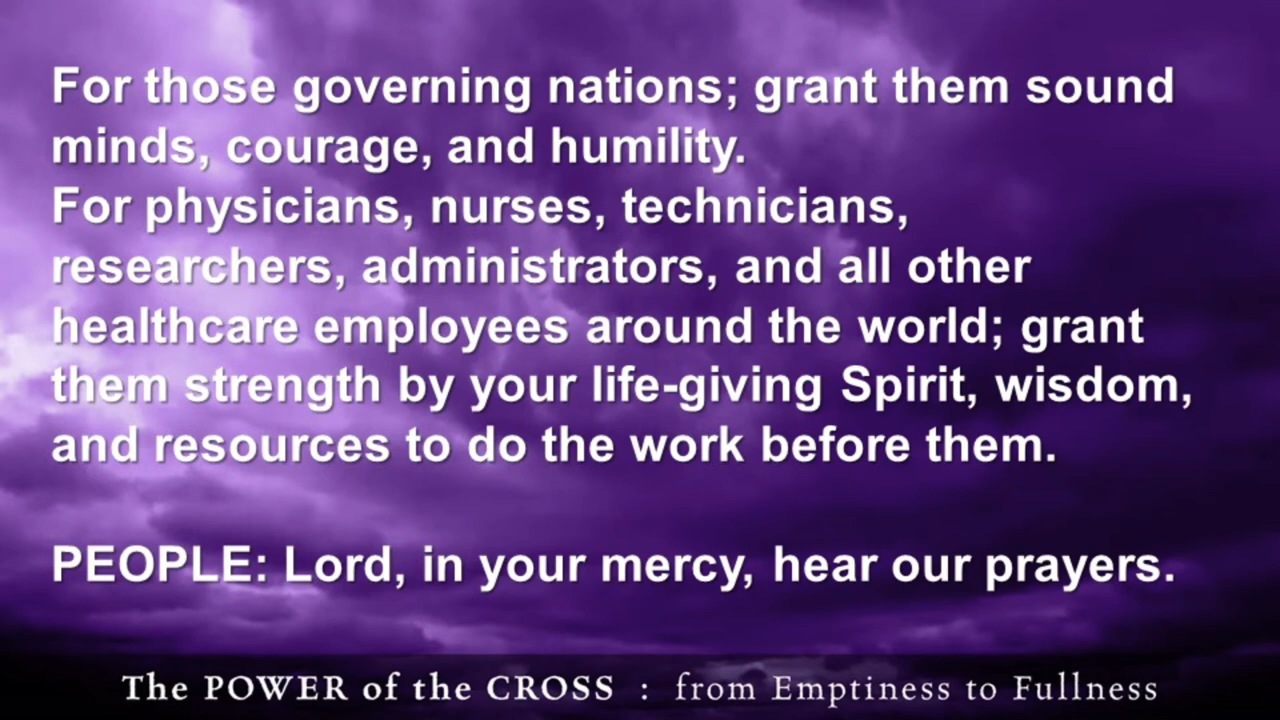 For those governing nations; grant them sound
minds, courage, and humility.
For physicians, nurses, technicians,
researchers, administrators, and all other
healthcare employees around the world; grant
them strength by your life-giving Spirit, wisdom,
and resources to do the work before them.
PEOPLE: Lord, in your mercy, hear our prayers.
The POWER of the CROSS : from Emptiness to Fullness